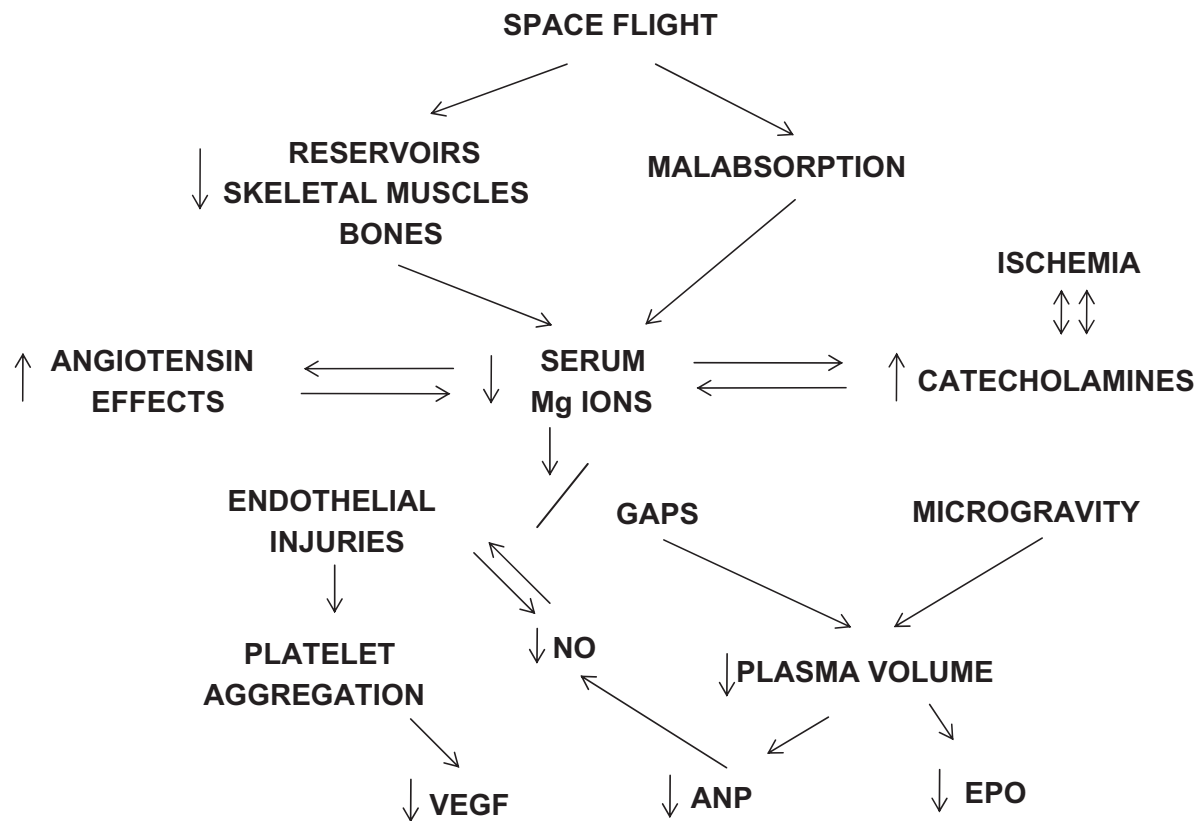 SPACE FLIGHT
RESERVOIRS
SKELETAL MUSCLES
BONES
MALABSORPTION
ISCHEMIA
ANGIOTENSIN
EFFECTS
SERUM
Mg IONS
CATECHOLAMINES
ENDOTHELIAL
INJURIES
GAPS
MICROGRAVITY
PLATELET
AGGREGATION
NO
PLASMA VOLUME
VEGF
ANP
EPO